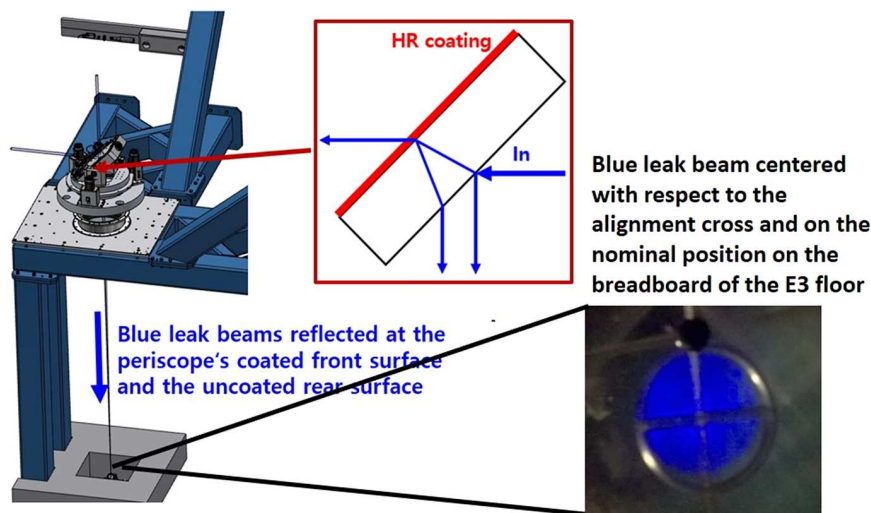 HR coating
In
Blue leak beam centered
with respect to the
alignment cross and on the
nominal position on the
breadboard of the E3 floor
Blue leak beams reflected at the
periscope's coated front surface
and the uncoated rear surface